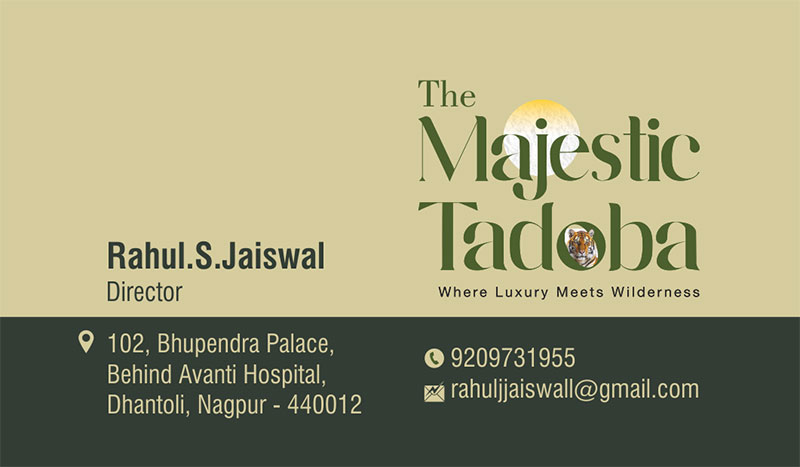 The
Majestic
Tadoba
Where Luxury Meets Wilderness
Rahul.S.Jaiswal
Director
102, Bhupendra Palace,
Behind Avanti Hospital,
Dhantoli, Nagpur - 440012
9209731955
rahuljjaiswall@gmail.com